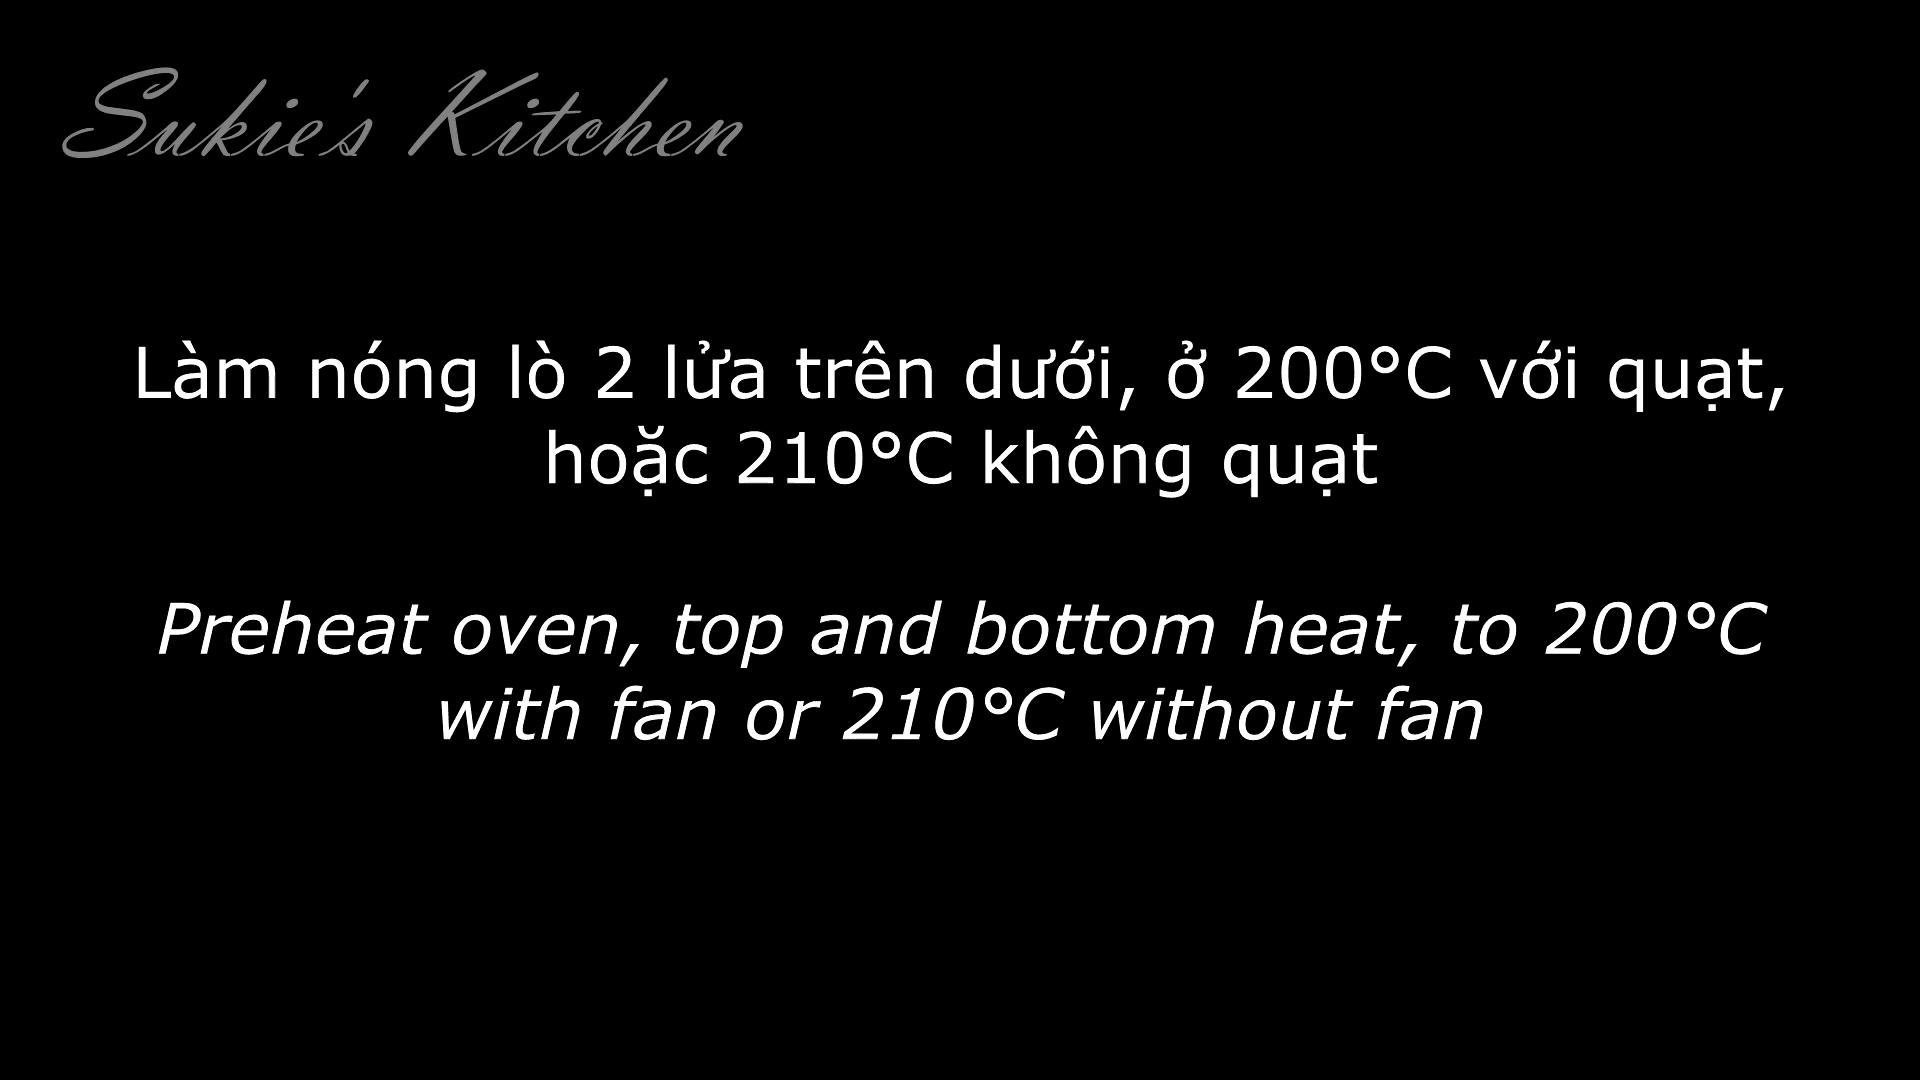 Sukie's Kitchen
Làm nóng lò 2 lửa trên dưới, ở 200°C với quạt,
hoặc 210°C không quạt
Preheat oven, top and bottom heat, to 200°C
with fan or 210°C without fan